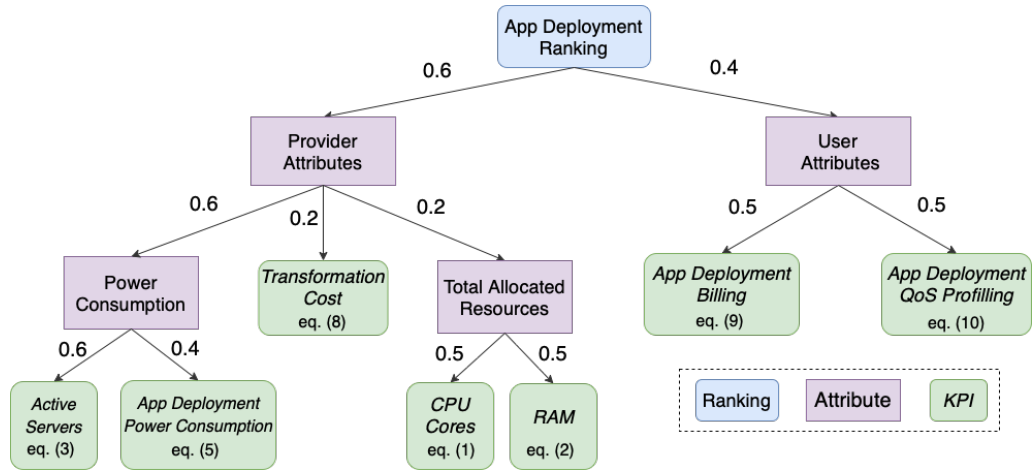 App Deployment
Ranking
0.6
0.4
Provider
Attributes
User
Attributes
0.6
0.2
0.2
0.5
0.5
Power
Consumption
Transformation
Cost
eq. (8)
Total Allocated
Resources
App Deployment
Billing
eq. (9)
App Deployment
QoS Profilling
eq. (10)
0.6
0.4
0.5
0.5
Active
Servers
eq. (3)
App Deployment
Power Consumption
eq. (5)
CPU
Cores
eq. (1)
RAM
eq. (2)
Ranking
Attribute
KPI